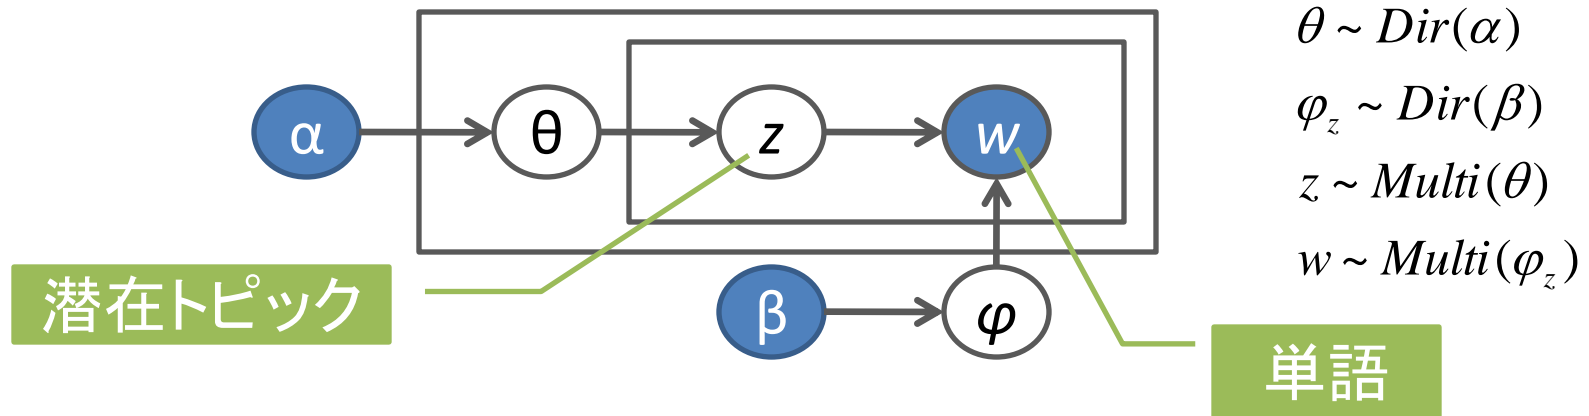 α
θ
z
w
β
φ
潜在トピック
単語
θ ~ Dir(α)
φ_z ~ Dir(β)
z ~ Multi(θ)
w ~ Multi(φ_z)